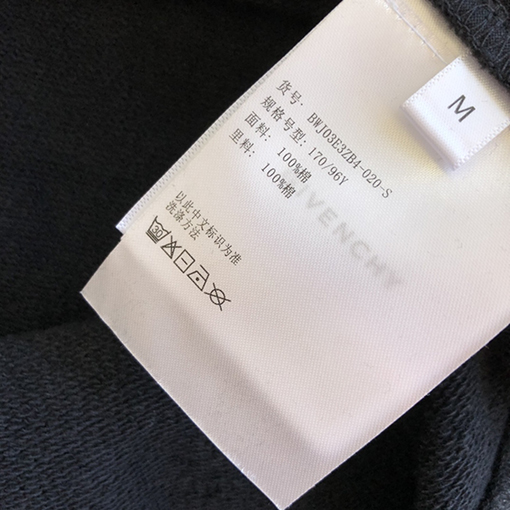 货号: BWJ03E3ZB4-020-S
规格号型: 170/96Y
面料: 100%棉
里料: 100%棉
GIVENCHY
以此中文标识为准
洗涤方法
30
M